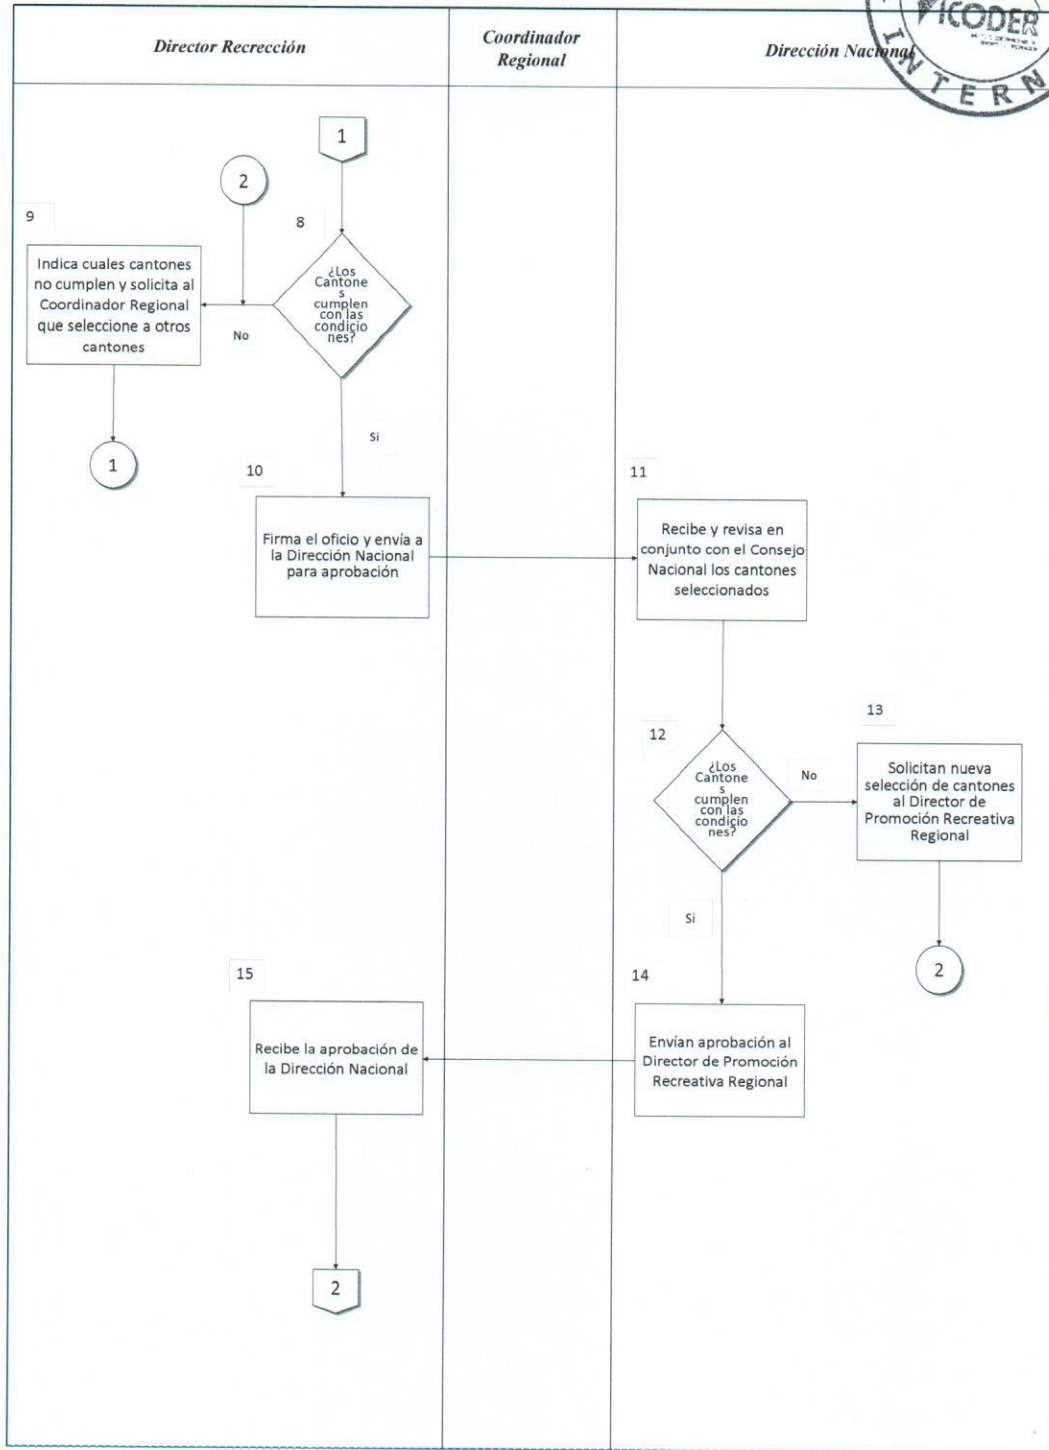 Director Recrección
Coordinador
Regional
Dirección Nacional
ICODER
INTERN
1
2
9
8
Indica cuales cantones
no cumplen y solicita al
Coordinador Regional
que seleccione a otros
cantones
¿Los
Cantone
s
cumplen
con las
condicio
nes?
No
1
Si
10
11
Firma el oficio y envía a
la Dirección Nacional
para aprobación
Recibe y revisa en
conjunto con el Consejo
Nacional los cantones
seleccionados
13
12
¿Los
Cantone
s
cumplen
con las
condicio
nes?
No
Solicitan nueva
selección de cantones
al Director de
Promoción Recreativa
Regional
Si
2
15
14
Recibe la aprobación de
la Dirección Nacional
Envían aprobación al
Director de Promoción
Recreativa Regional
2